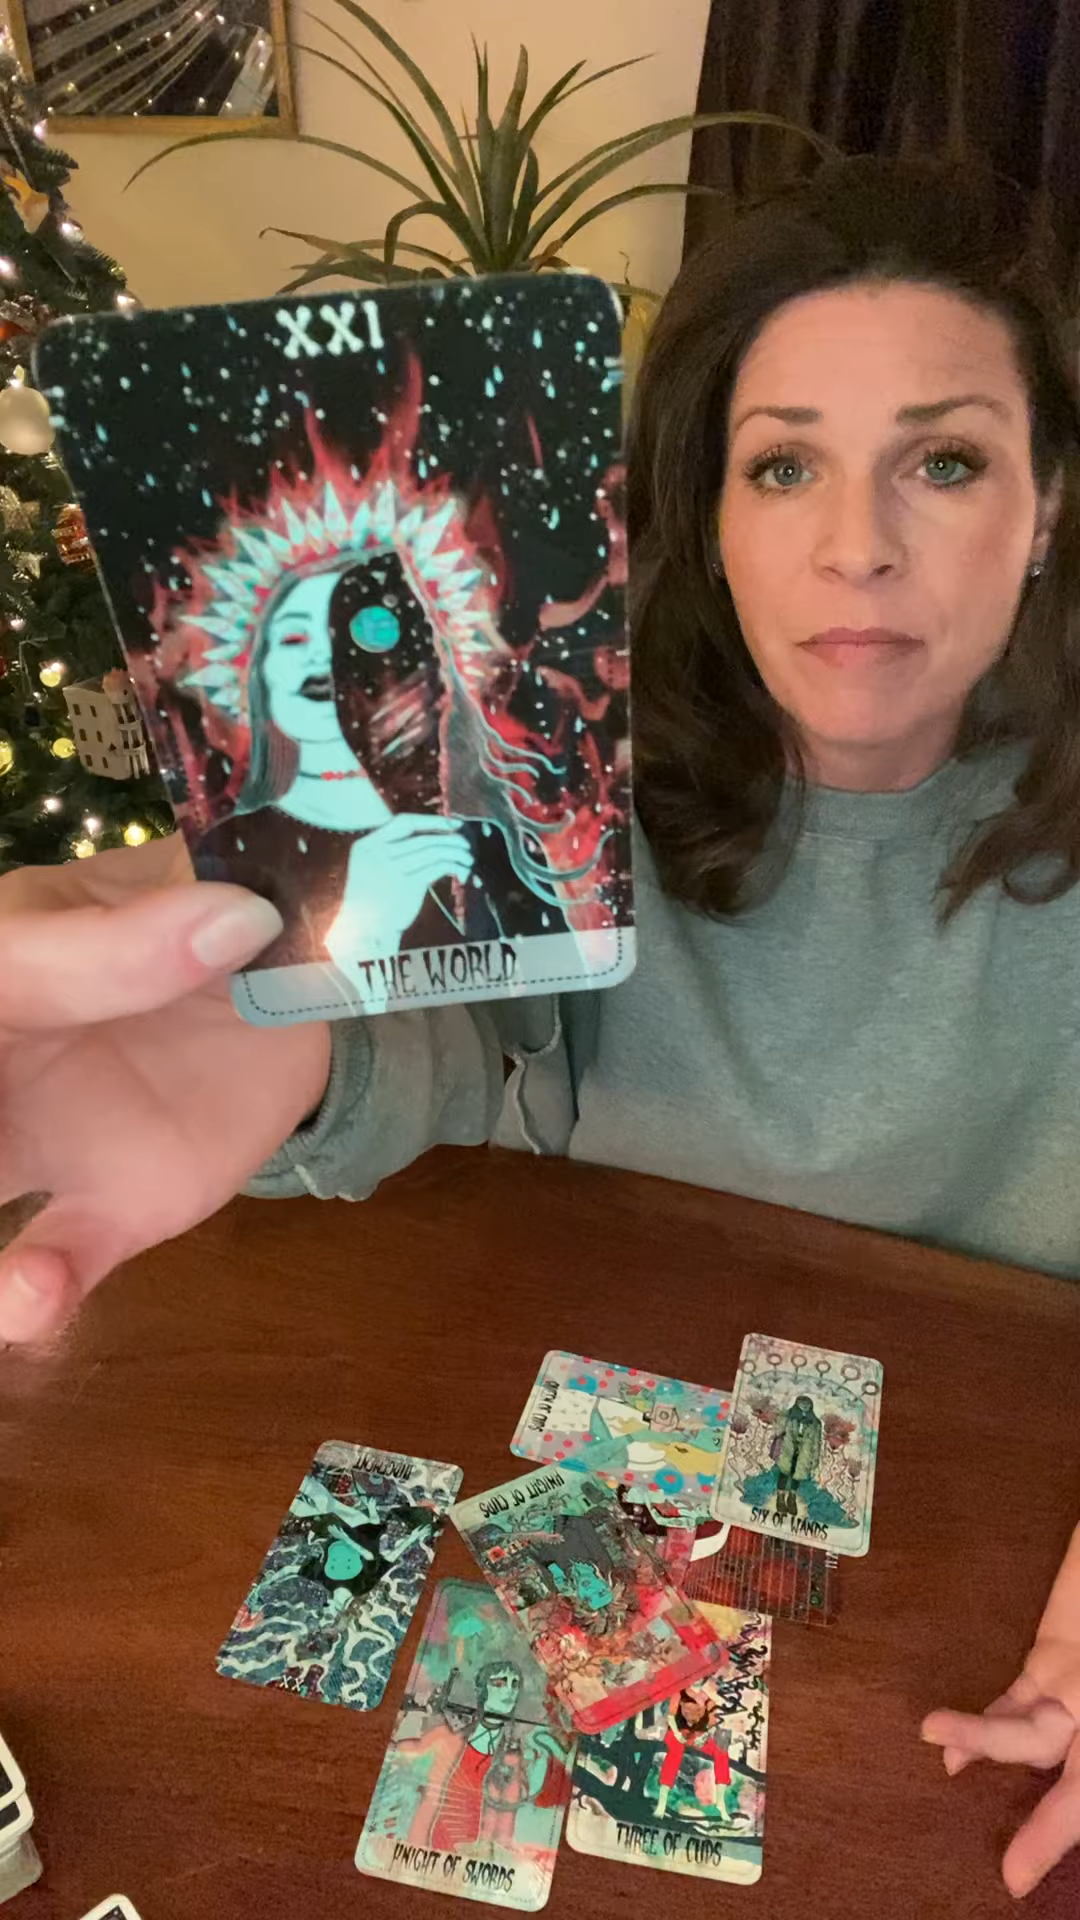 XXI
THE WORLD
QUEEN OF CUPS
SIX OF WANDS
JUDGEMENT
XX
KNIGHT OF CUPS
KNIGHT OF SWORDS
THREE OF CUPS